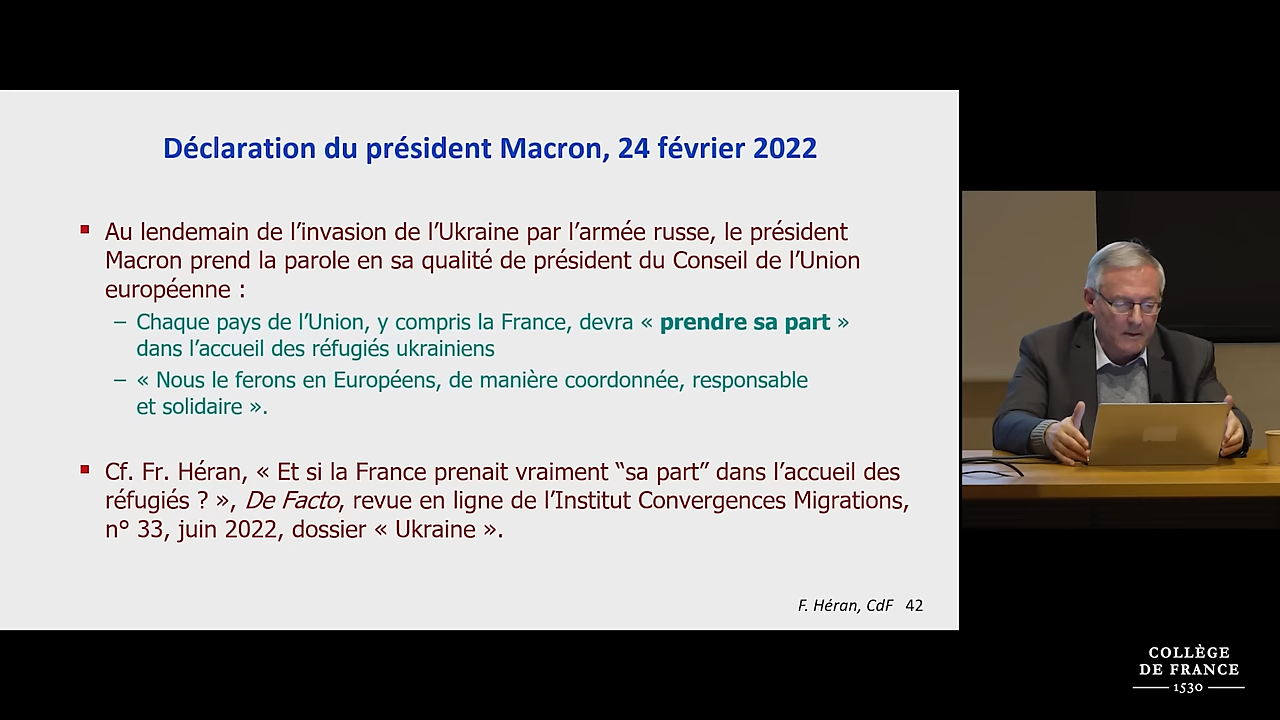 Déclaration du président Macron, 24 février 2022
Au lendemain de l’invasion de l’Ukraine par l’armée russe, le président
Macron prend la parole en sa qualité de président du Conseil de l’Union
européenne :
– Chaque pays de l’Union, y compris la France, devra « prendre sa part »
dans l’accueil des réfugiés ukrainiens
– « Nous le ferons en Européens, de manière coordonnée, responsable
et solidaire ».
Cf. Fr. Héran, « Et si la France prenait vraiment “sa part” dans l’accueil des
réfugiés ? », De Facto, revue en ligne de l’Institut Convergences Migrations,
n° 33, juin 2022, dossier « Ukraine ».
F. Héran, CdF 42
COLLÈGE
DE FRANCE
1530